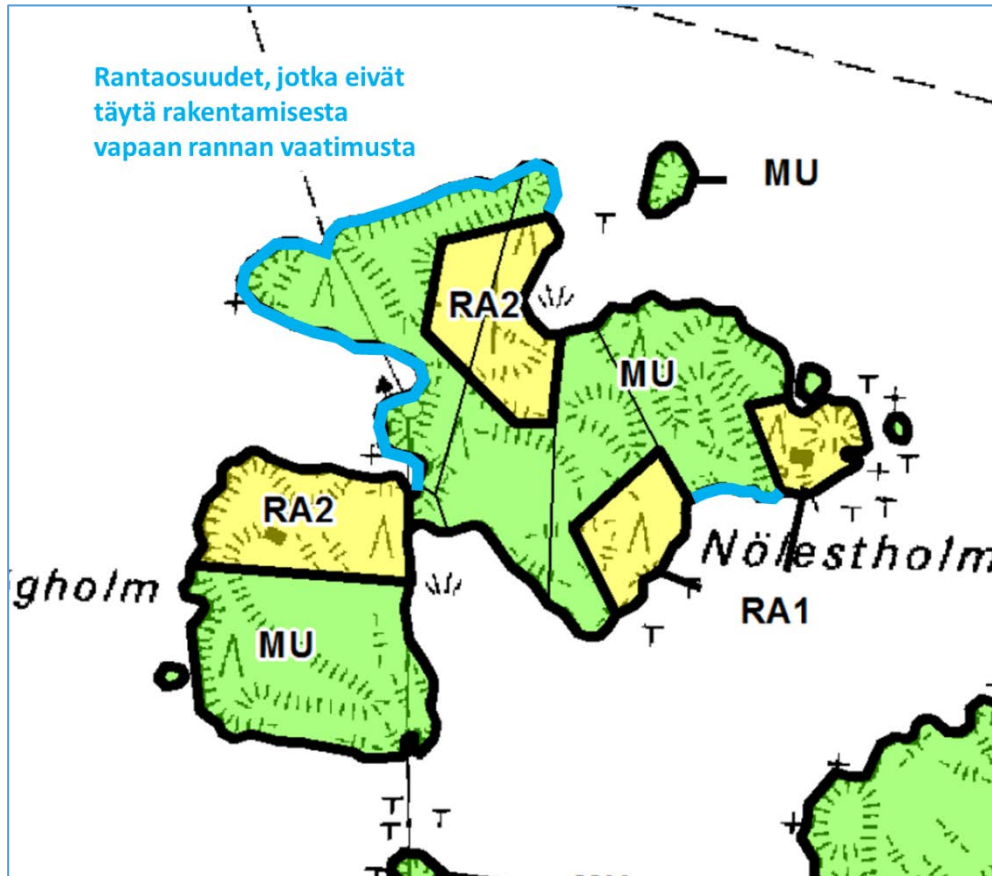 Rantaosuudet, jotka eivät
täytä rakentamisesta
vapaan rannan vaatimusta
MU
RA2
MU
RA2
Nölestholm
gholm
RA1
MU